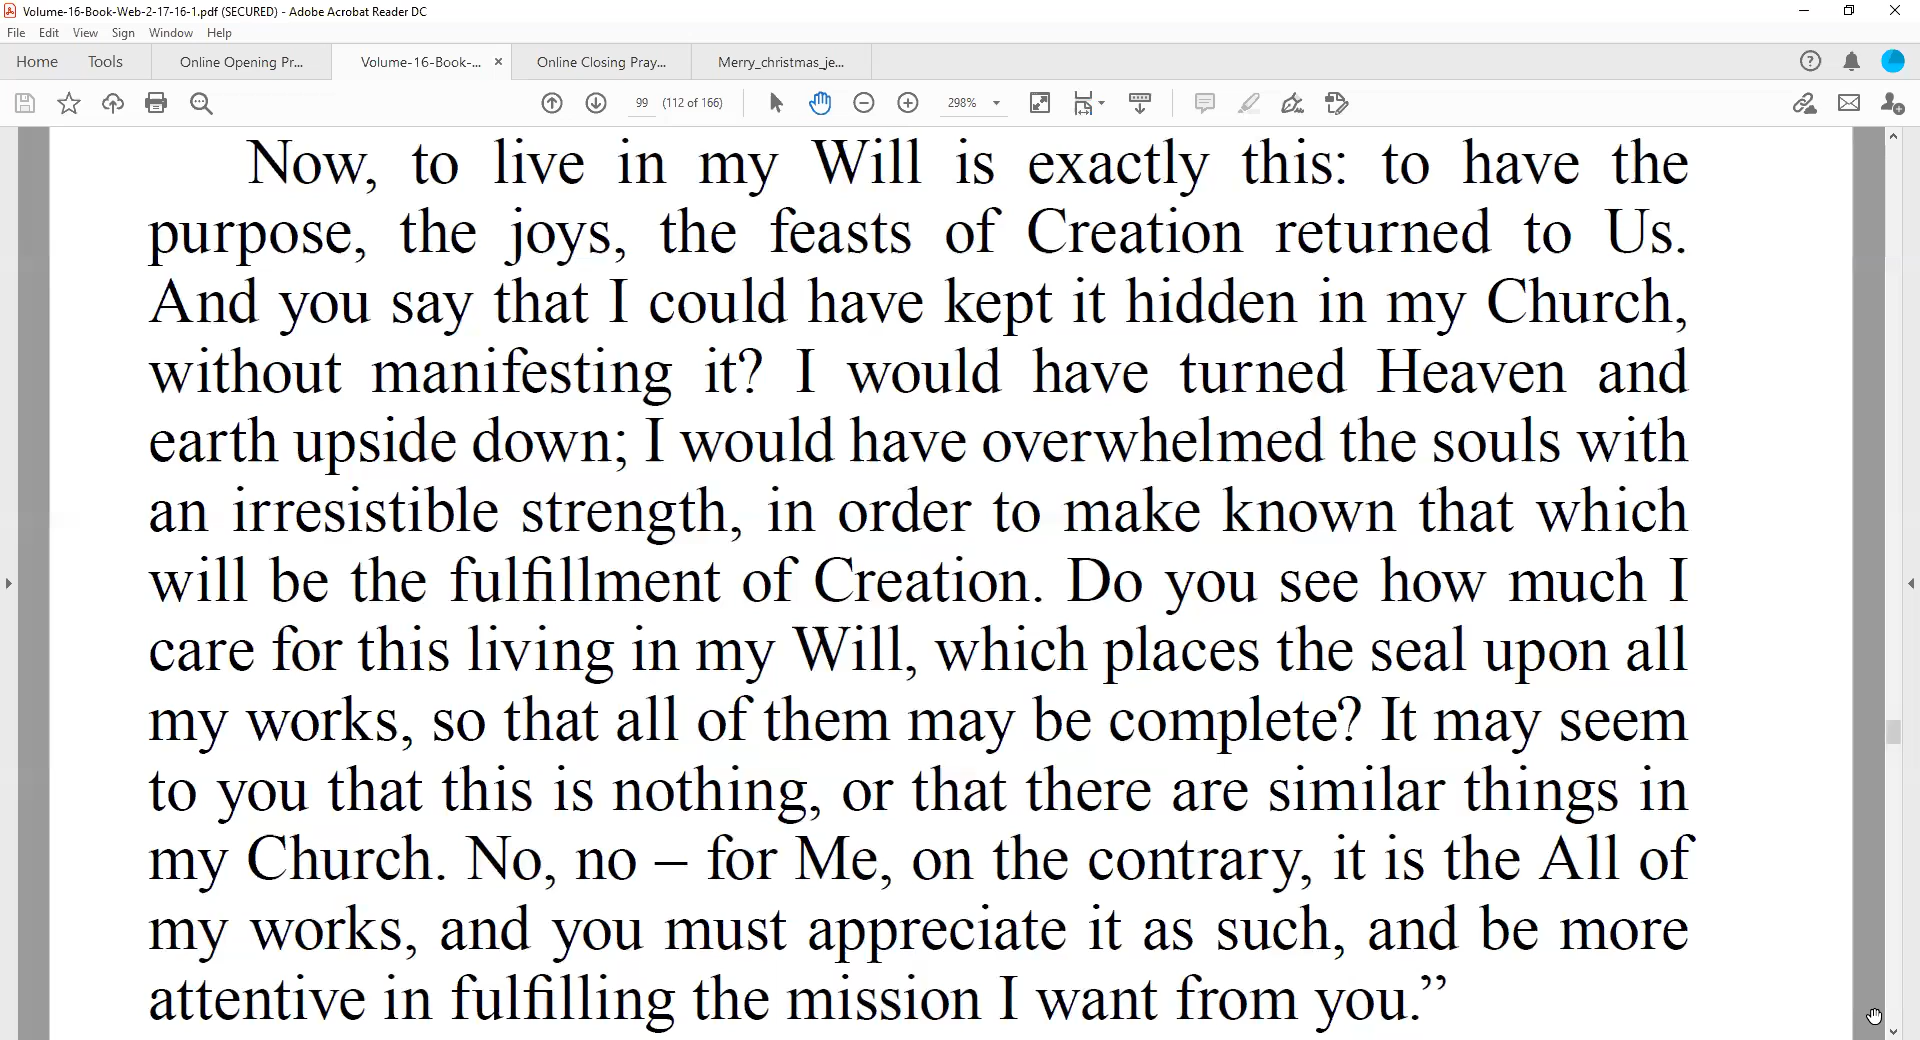 Volume-16-Book-Web-2-17-16-1.pdf (SECURED) - Adobe Acrobat Reader DC
File Edit View Sign Window Help
Home Tools Online Opening Pr... Volume-16-Book-... × Online Closing Pray... Merry_christmas_je...
99 (112 of 166) 298%
Now, to live in my Will is exactly this: to have the
purpose, the joys, the feasts of Creation returned to Us.
And you say that I could have kept it hidden in my Church,
without manifesting it? I would have turned Heaven and
earth upside down; I would have overwhelmed the souls with
an irresistible strength, in order to make known that which
will be the fulfillment of Creation. Do you see how much I
care for this living in my Will, which places the seal upon all
my works, so that all of them may be complete? It may seem
to you that this is nothing, or that there are similar things in
my Church. No, no – for Me, on the contrary, it is the All of
my works, and you must appreciate it as such, and be more
attentive in fulfilling the mission I want from you.”